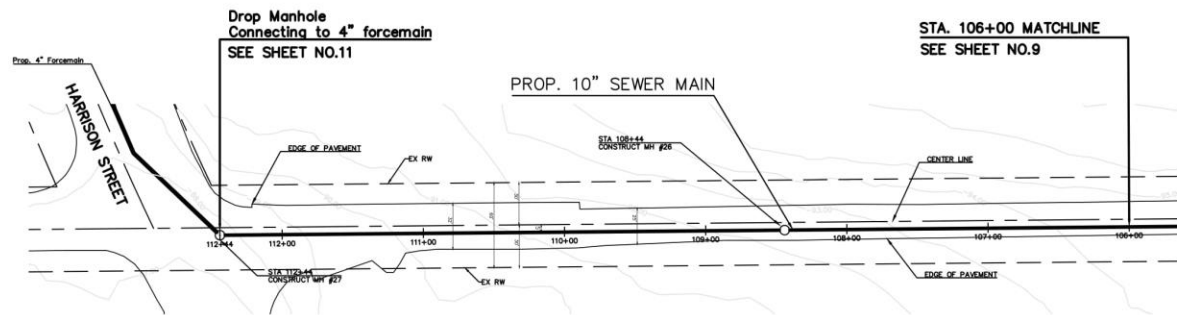 Drop Manhole
Connecting to 4" forcemain
SEE SHEET NO.11
STA. 106+00 MATCHLINE
SEE SHEET NO.9
Prop. 4" Forcemain
PROP. 10" SEWER MAIN
HARRISON STREET
EDGE OF PAVEMENT
EX RW
STA 108+44
CONSTRUCT MH #26
CENTER LINE
112+44
112+00
111+00
110+00
109+00
108+00
107+00
106+00
STA 112+44
CONSTRUCT MH #27
EX RW
EDGE OF PAVEMENT